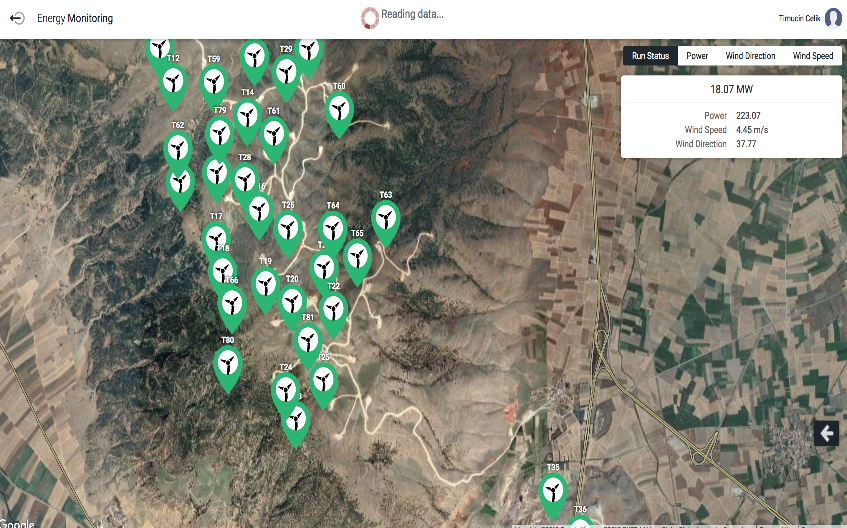 Energy Monitoring
Reading data...
Timucin Celik
Run Status
Power
Wind Direction
Wind Speed
18.07 MW
Power 223.07
Wind Speed 4.45 m/s
Wind Direction 37.77
T29
T12
T59
T60
T14
T79
T61
T62
T28
T63
T17
T26
T64
T65
T19
T66
T20
T22
T81
T80
T25
T24
T35
T36
Google